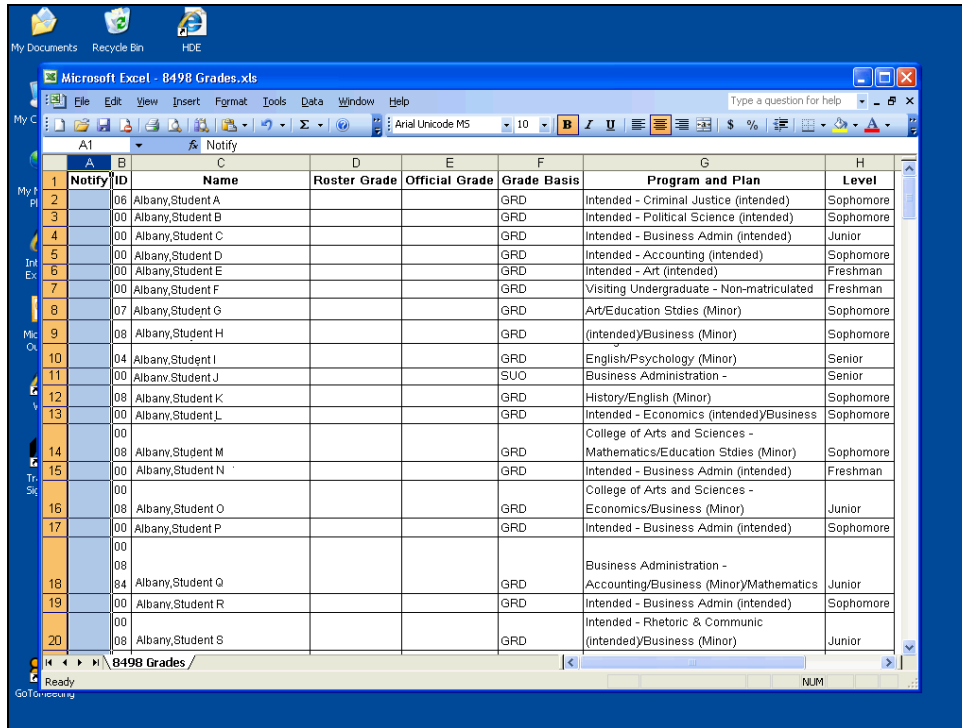 My Documents Recycle Bin HDE
Microsoft Excel - 8498 Grades.xls
File Edit View Insert Format Tools Data Window Help Type a question for help
Arial Unicode MS 10 B I U $ %
A1 fx Notify
A B C D E F G H
1 Notify ID Name Roster Grade Official Grade Grade Basis Program and Plan Level
2 06 Albany,Student A GRD Intended - Criminal Justice (intended) Sophomore
3 00 Albany,Student B GRD Intended - Political Science (intended) Sophomore
4 00 Albany,Student C GRD Intended - Business Admin (intended) Junior
5 00 Albany,Student D GRD Intended - Accounting (intended) Sophomore
6 00 Albany,Student E GRD Intended - Art (intended) Freshman
7 00 Albany,Student F GRD Visiting Undergraduate - Non-matriculated Freshman
8 07 Albany,Student G GRD Art/Education Stdies (Minor) Sophomore
9 08 Albany,Student H GRD (intended)/Business (Minor) Sophomore
10 04 Albany,Student I GRD English/Psychology (Minor) Senior
11 00 Albany.Student J SUO Business Administration - Senior
12 08 Albany,Student K GRD History/English (Minor) Sophomore
13 00 Albany,Student L GRD Intended - Economics (intended)/Business Sophomore
00 College of Arts and Sciences -
14 08 Albany,Student M GRD Mathematics/Education Stdies (Minor) Sophomore
15 00 Albany,Student N GRD Intended - Business Admin (intended) Freshman
00 College of Arts and Sciences -
16 08 Albany,Student O GRD Economics/Business (Minor) Junior
17 00 Albany,Student P GRD Intended - Business Admin (intended) Sophomore
00
08 Business Administration -
18 84 Albany,Student Q GRD Accounting/Business (Minor)/Mathematics Junior
19 00 Albany,Student R GRD Intended - Business Admin (intended) Sophomore
00 Intended - Rhetoric & Communic
20 08 Albany,Student S GRD (intended)/Business (Minor) Junior
8498 Grades
Ready NUM